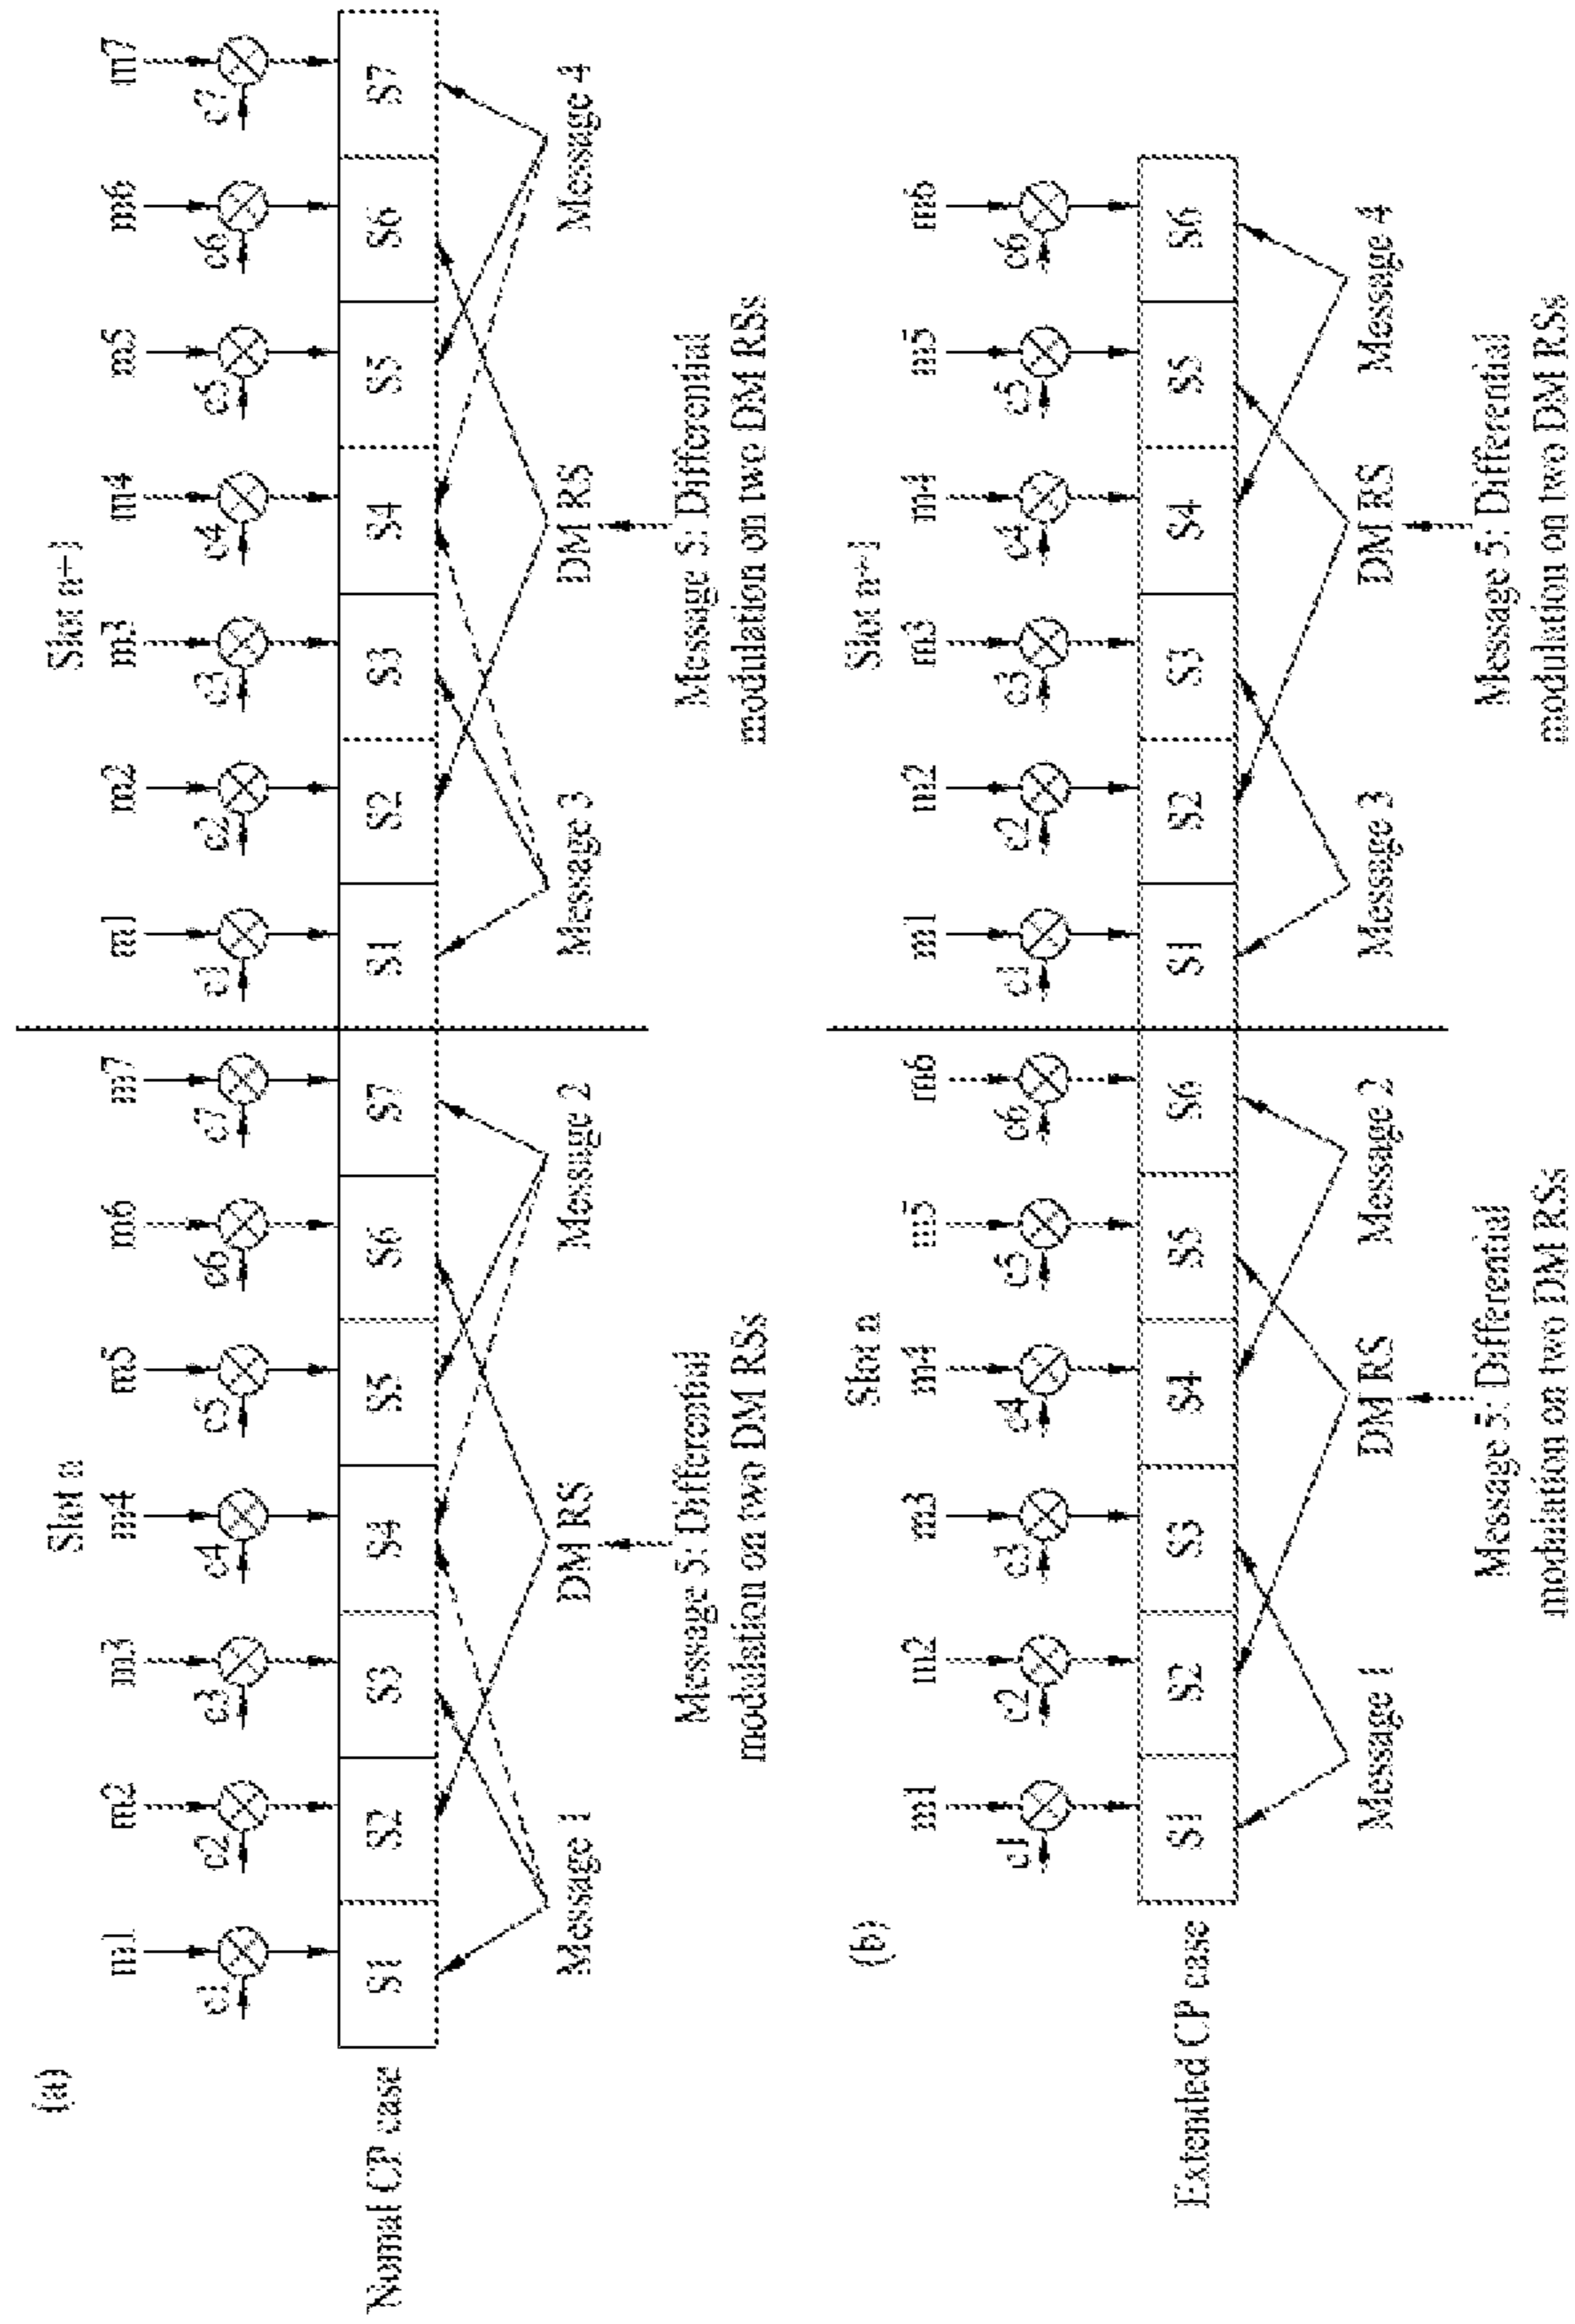 (a)
Slot n
Slot n+1
m1 m2 m3 m4 m5 m6 m7 m1 m2 m3 m4 m5 m6 m7
c1 c2 c3 c4 c5 c6 c7 c1 c2 c3 c4 c5 c6 c7
Nomal CP case
S1 S2 S3 S4 S5 S6 S7 S1 S2 S3 S4 S5 S6 S7
Message 1 DM RS Message 2 Message 3 DM RS Message 4
Message 5: Differential
modulation on two DM RSs
Message 5: Differential
modulation on two DM RSs
(b)
Slot n
Slot n+1
m1 m2 m3 m4 m5 m6 m1 m2 m3 m4 m5 m6
c1 c2 c3 c4 c5 c6 c1 c2 c3 c4 c5 c6
Extended CP case
S1 S2 S3 S4 S5 S6 S1 S2 S3 S4 S5 S6
Message 1 DM RS Message 2 Message 3 DM RS Message 4
Message 5: Differential
modulation on two DM RSs
Message 5: Differential
modulation on two DM RSs